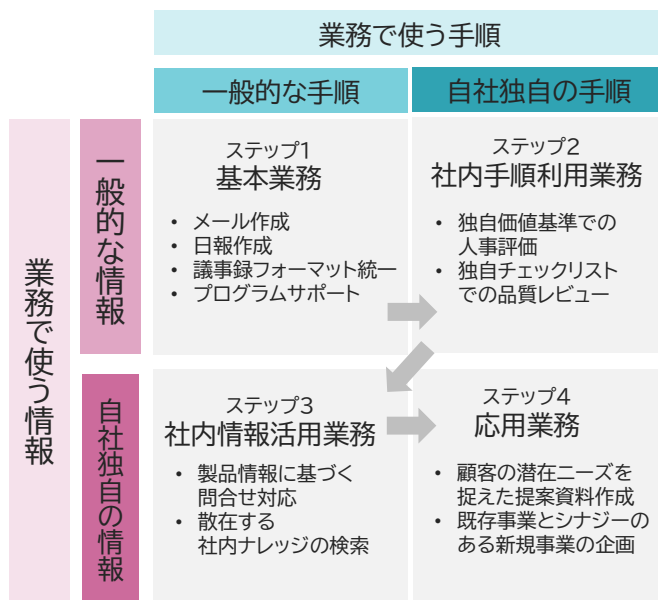 業務で使う手順
一般的な手順
自社独自の手順
業務で使う情報
一般的な情報
ステップ1
基本業務
• メール作成
• 日報作成
• 議事録フォーマット統一
• プログラムサポート
ステップ2
社内手順利用業務
• 独自価値基準での
人事評価
• 独自チェックリスト
での品質レビュー
自社独自の情報
ステップ3
社内情報活用業務
• 製品情報に基づく
問合せ対応
• 散在する
社内ナレッジの検索
ステップ4
応用業務
• 顧客の潜在ニーズを
捉えた提案資料作成
• 既存事業とシナジーの
ある新規事業の企画